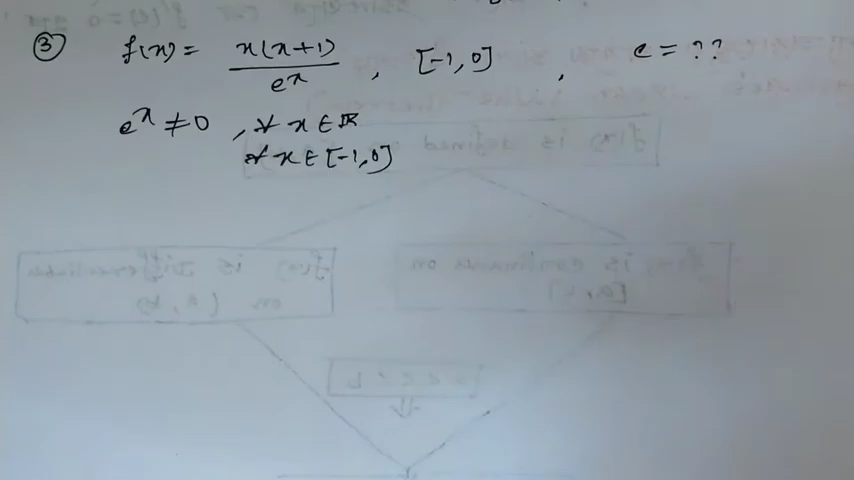 ③ f(x) = x(x+1) / e^x , [-1, 0] , c = ??
e^x ≠ 0 , ∀ x ∈ ℝ
∀ x ∈ [-1, 0]